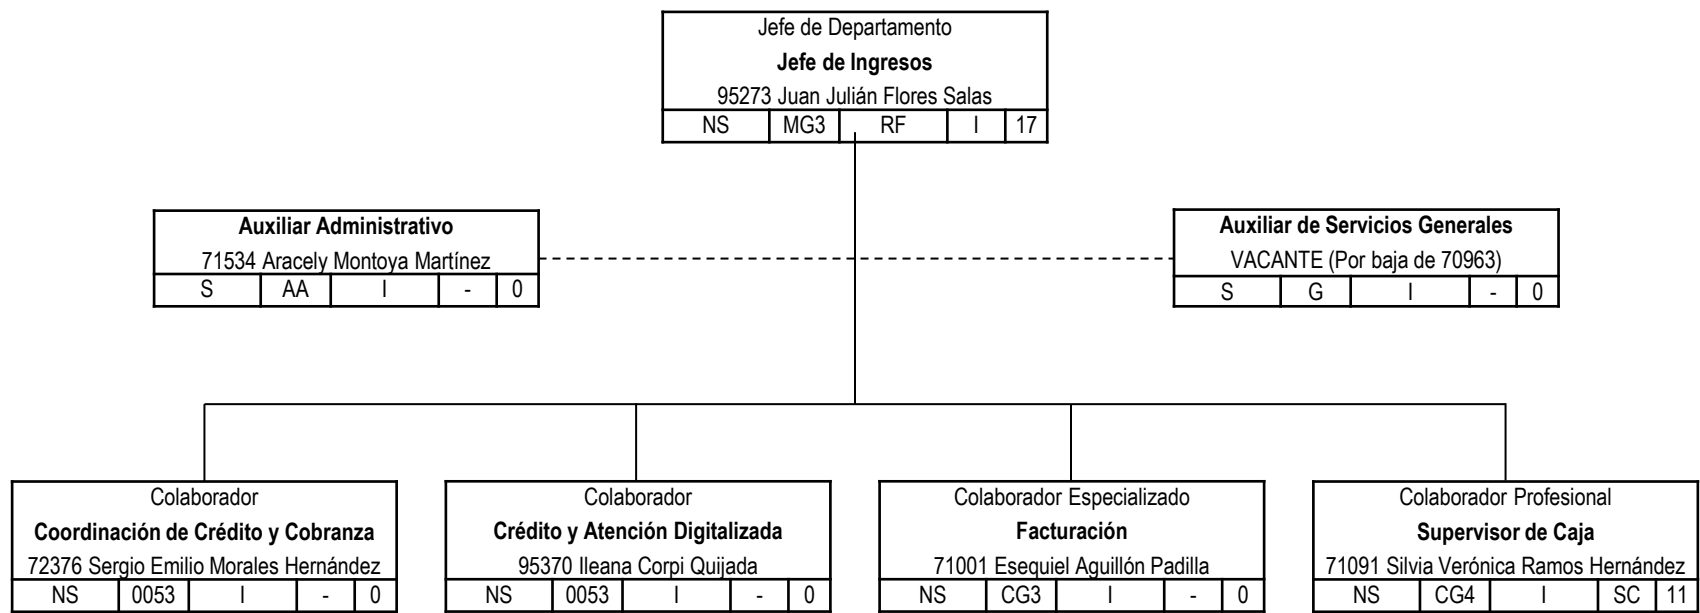 Jefe de Departamento
Jefe de Ingresos
95273 Juan Julián Flores Salas
NS MG3 RF I 17
Auxiliar Administrativo
71534 Aracely Montoya Martínez
S AA I - 0
Auxiliar de Servicios Generales
VACANTE (Por baja de 70963)
S G I - 0
Colaborador
Coordinación de Crédito y Cobranza
72376 Sergio Emilio Morales Hernández
NS 0053 I - 0
Colaborador
Crédito y Atención Digitalizada
95370 Ileana Corpi Quijada
NS 0053 I - 0
Colaborador Especializado
Facturación
71001 Esequiel Aguillón Padilla
NS CG3 I - 0
Colaborador Profesional
Supervisor de Caja
71091 Silvia Verónica Ramos Hernández
NS CG4 I SC 11